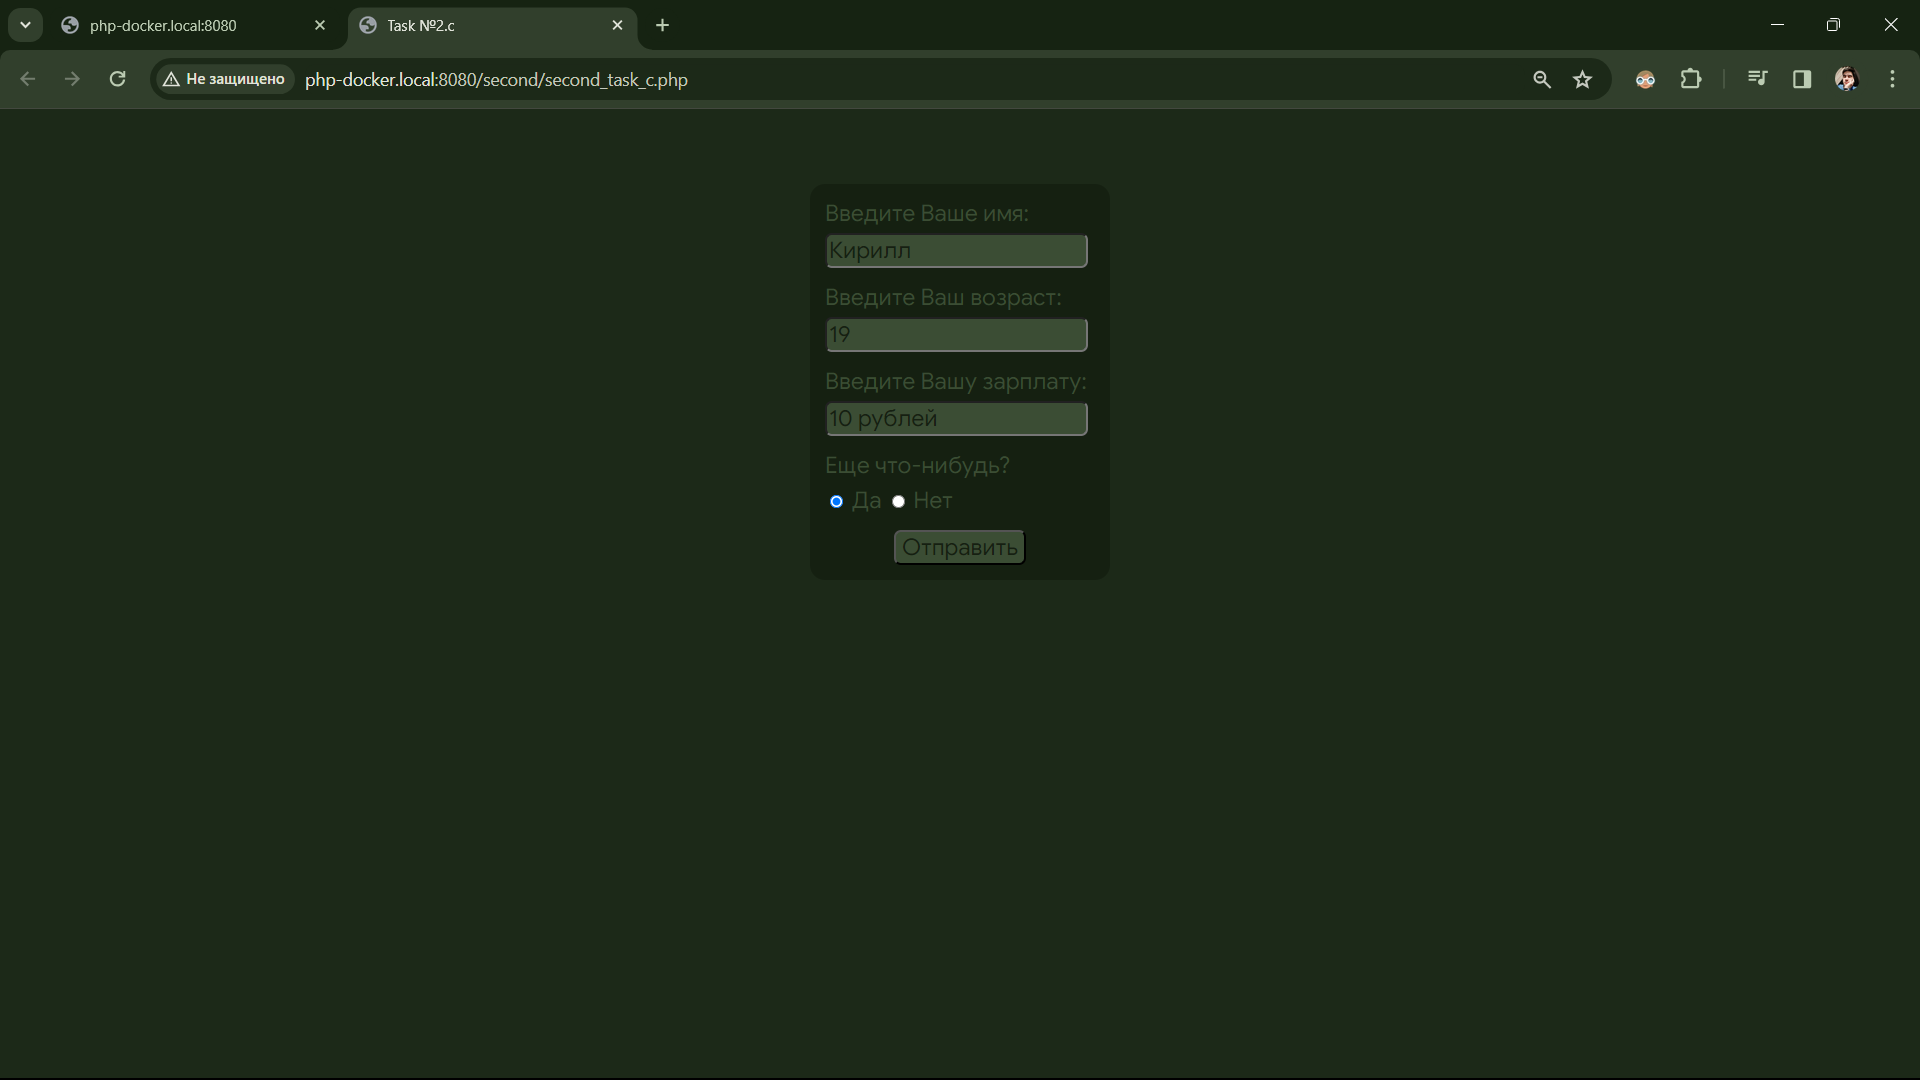 php-docker.local:8080
Task №2.c
Не защищено
php-docker.local:8080/second/second_task_c.php
Введите Ваше имя:
Кирилл
Введите Ваш возраст:
19
Введите Вашу зарплату:
10 рублей
Еще что-нибудь?
Да Нет
Отправить